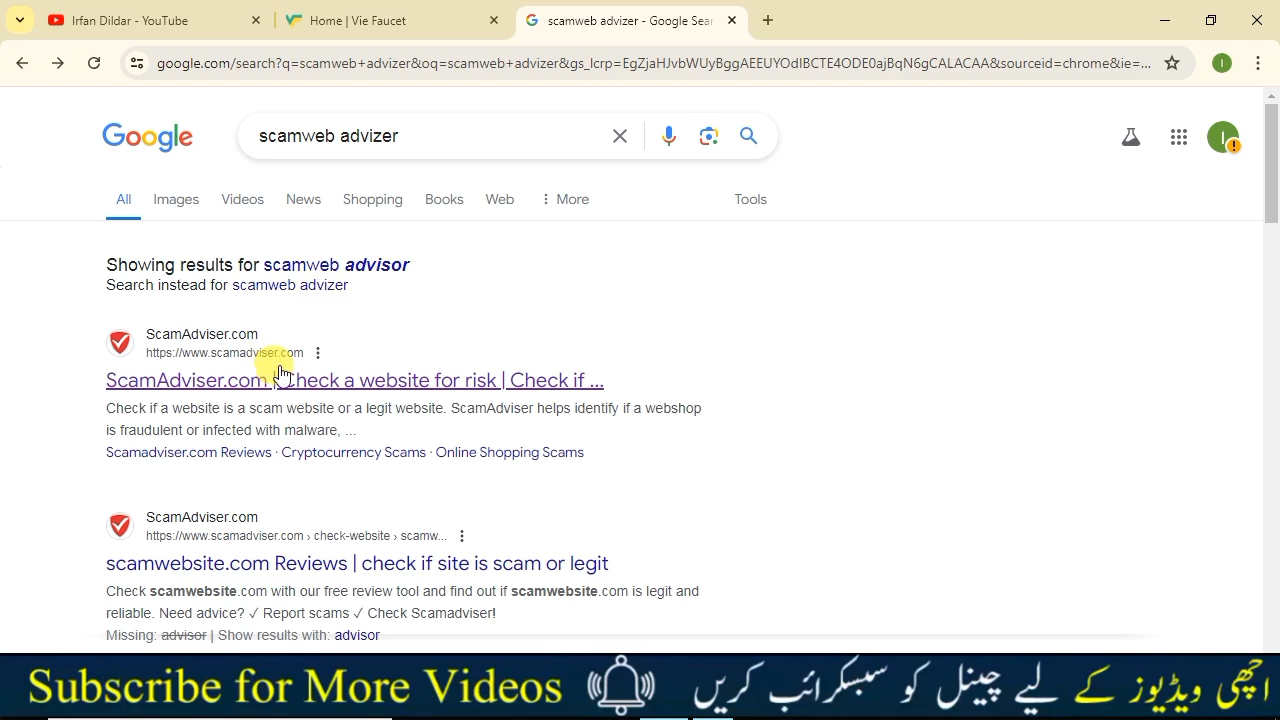 Irfan Dildar - YouTube
Home | Vie Faucet
scamweb advizer - Google Sear
google.com/search?q=scamweb+advizer&oq=scamweb+advizer&gs_lcrp=EgZjaHJvbWUyBggAEEUYOdIBCTE4ODE0ajBqN6gCALACAA&sourceid=chrome&ie=...
I
Google
scamweb advizer
I
All Images Videos News Shopping Books Web More Tools
Showing results for scamweb advisor
Search instead for scamweb advizer
ScamAdviser.com
https://www.scamadviser.com
ScamAdviser.com | Check a website for risk | Check if ...
Check if a website is a scam website or a legit website. ScamAdviser helps identify if a webshop
is fraudulent or infected with malware, ...
Scamadviser.com Reviews · Cryptocurrency Scams · Online Shopping Scams
ScamAdviser.com
https://www.scamadviser.com › check-website › scamw...
scamwebsite.com Reviews | check if site is scam or legit
Check scamwebsite.com with our free review tool and find out if scamwebsite.com is legit and
reliable. Need advice? ✓ Report scams ✓ Check Scamadviser!
Missing: advisor | Show results with: advisor
Subscribe for More Videos اچھی ویڈیوز کے لیے چینل کو سبسکرائب کریں